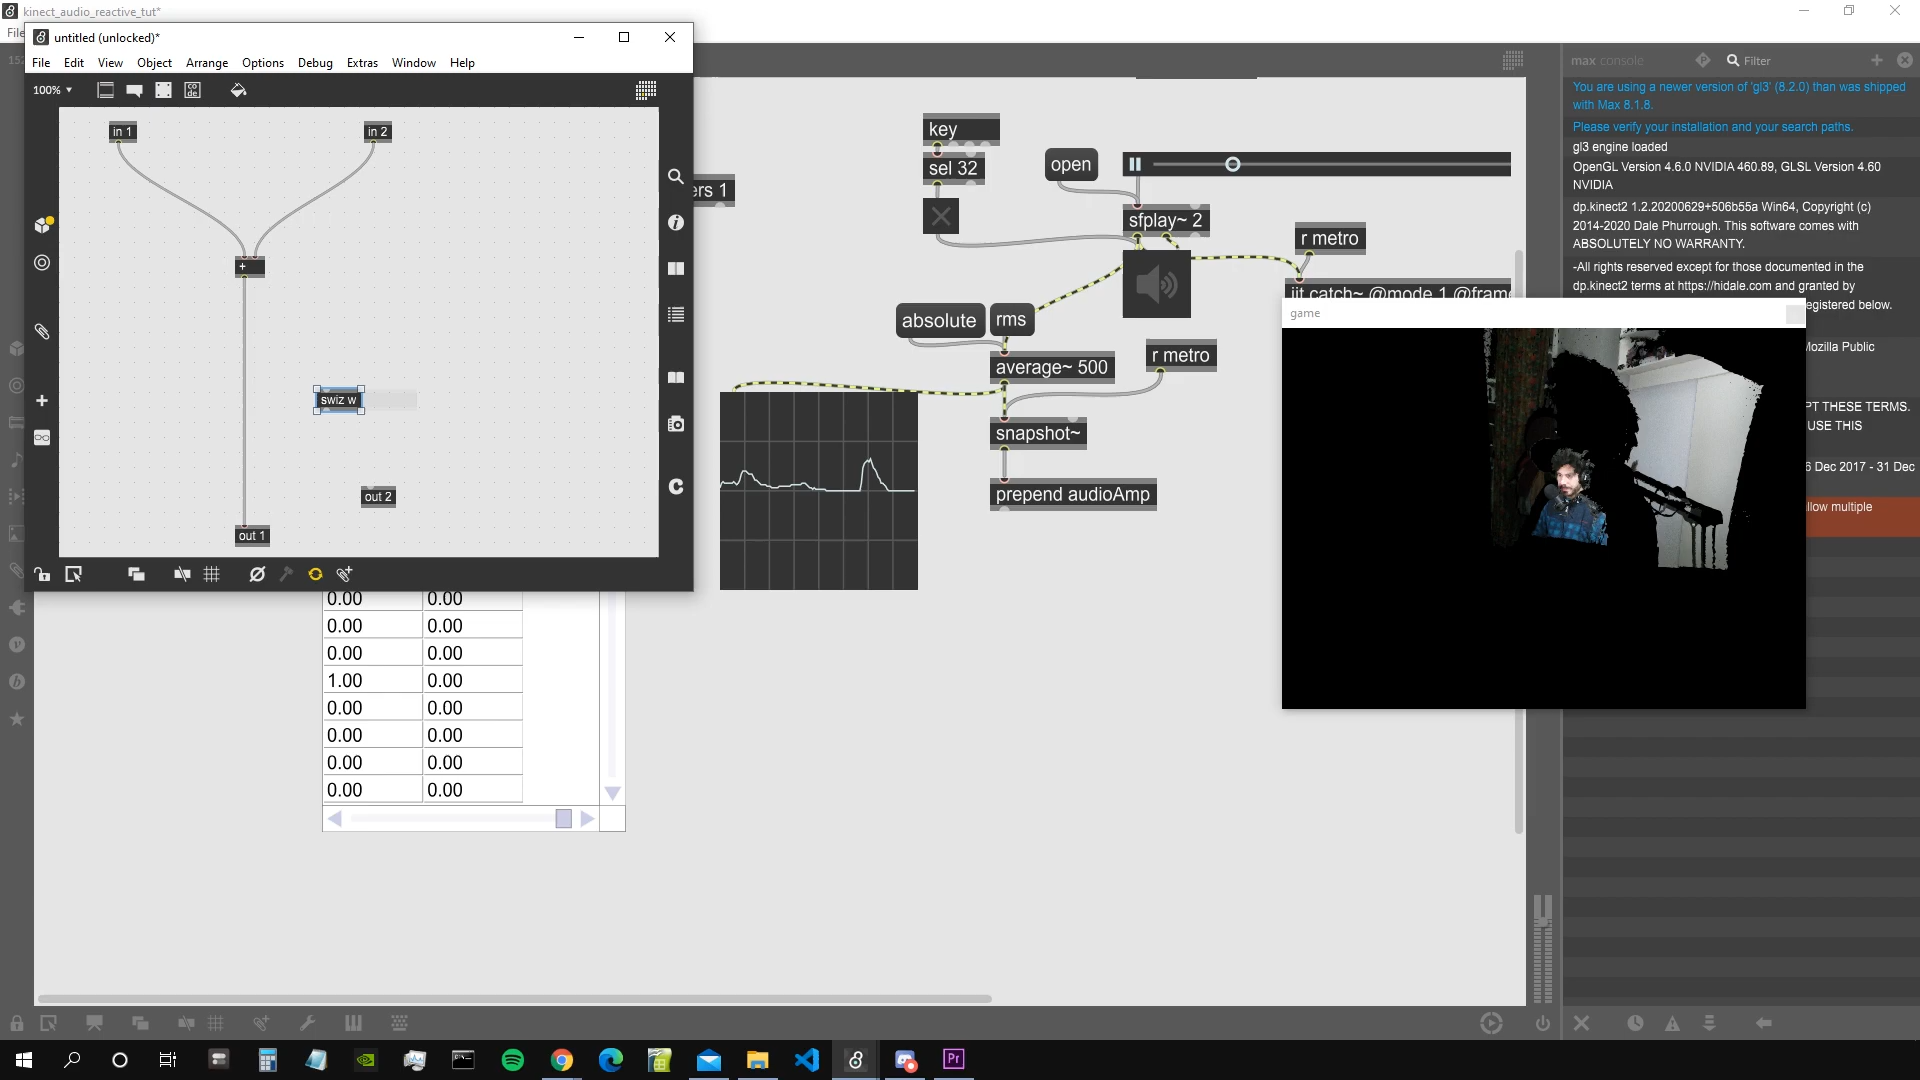 kinect_audio_reactive_tut*
File
untitled (unlocked)*
File Edit View Object Arrange Options Debug Extras Window Help
100%
in 1
in 2
+
swiz w
out 2
out 1
ers 1
key
sel 32
open
sfplay~ 2
r metro
jit.catch~ @mode 1 @frame
absolute
rms
average~ 500
r metro
snapshot~
prepend audioAmp
0.00 0.00
0.00 0.00
0.00 0.00
1.00 0.00
0.00 0.00
0.00 0.00
0.00 0.00
0.00 0.00
game
max console
Filter
You are using a newer version of 'gl3' (8.2.0) than was shipped
with Max 8.1.8.
Please verify your installation and your search paths.
gl3 engine loaded
OpenGL Version 4.6.0 NVIDIA 460.89, GLSL Version 4.60
NVIDIA
dp.kinect2 1.2.20200629+506b55a Win64, Copyright (c)
2014-2020 Dale Phurrough. This software comes with
ABSOLUTELY NO WARRANTY.
-All rights reserved except for those documented in the
dp.kinect2 terms at https://hidale.com and granted by
egistered below.
Mozilla Public
PT THESE TERMS.
USE THIS
6 Dec 2017 - 31 Dec
llow multiple
Pr